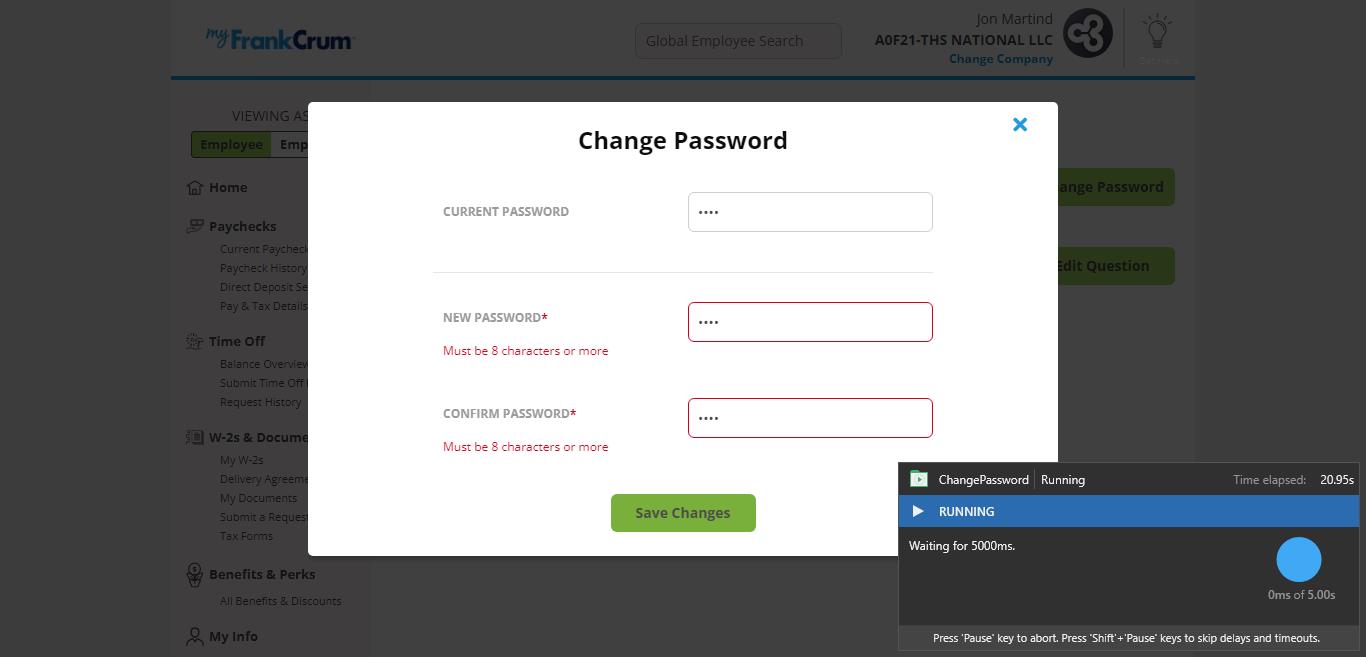 my FrankCrum
Global Employee Search
Jon Martind
A0F21-THS NATIONAL LLC
Change Company
VIEWING AS
Employee
Emp
Home
Paychecks
Current Paycheck
Paycheck History
Direct Deposit Se
Pay & Tax Details
Time Off
Balance Overview
Submit Time Off
Request History
W-2s & Docume
My W-2s
Delivery Agreeme
My Documents
Submit a Request
Tax Forms
Benefits & Perks
All Benefits & Discounts
My Info
Change Password
CURRENT PASSWORD
••••
NEW PASSWORD*
••••
Must be 8 characters or more
CONFIRM PASSWORD*
••••
Must be 8 characters or more
Save Changes
ange Password
Edit Question
ChangePassword Running
Time elapsed: 20.95s
RUNNING
Waiting for 5000ms.
0ms of 5.00s
Press 'Pause' key to abort. Press 'Shift'+'Pause' keys to skip delays and timeouts.